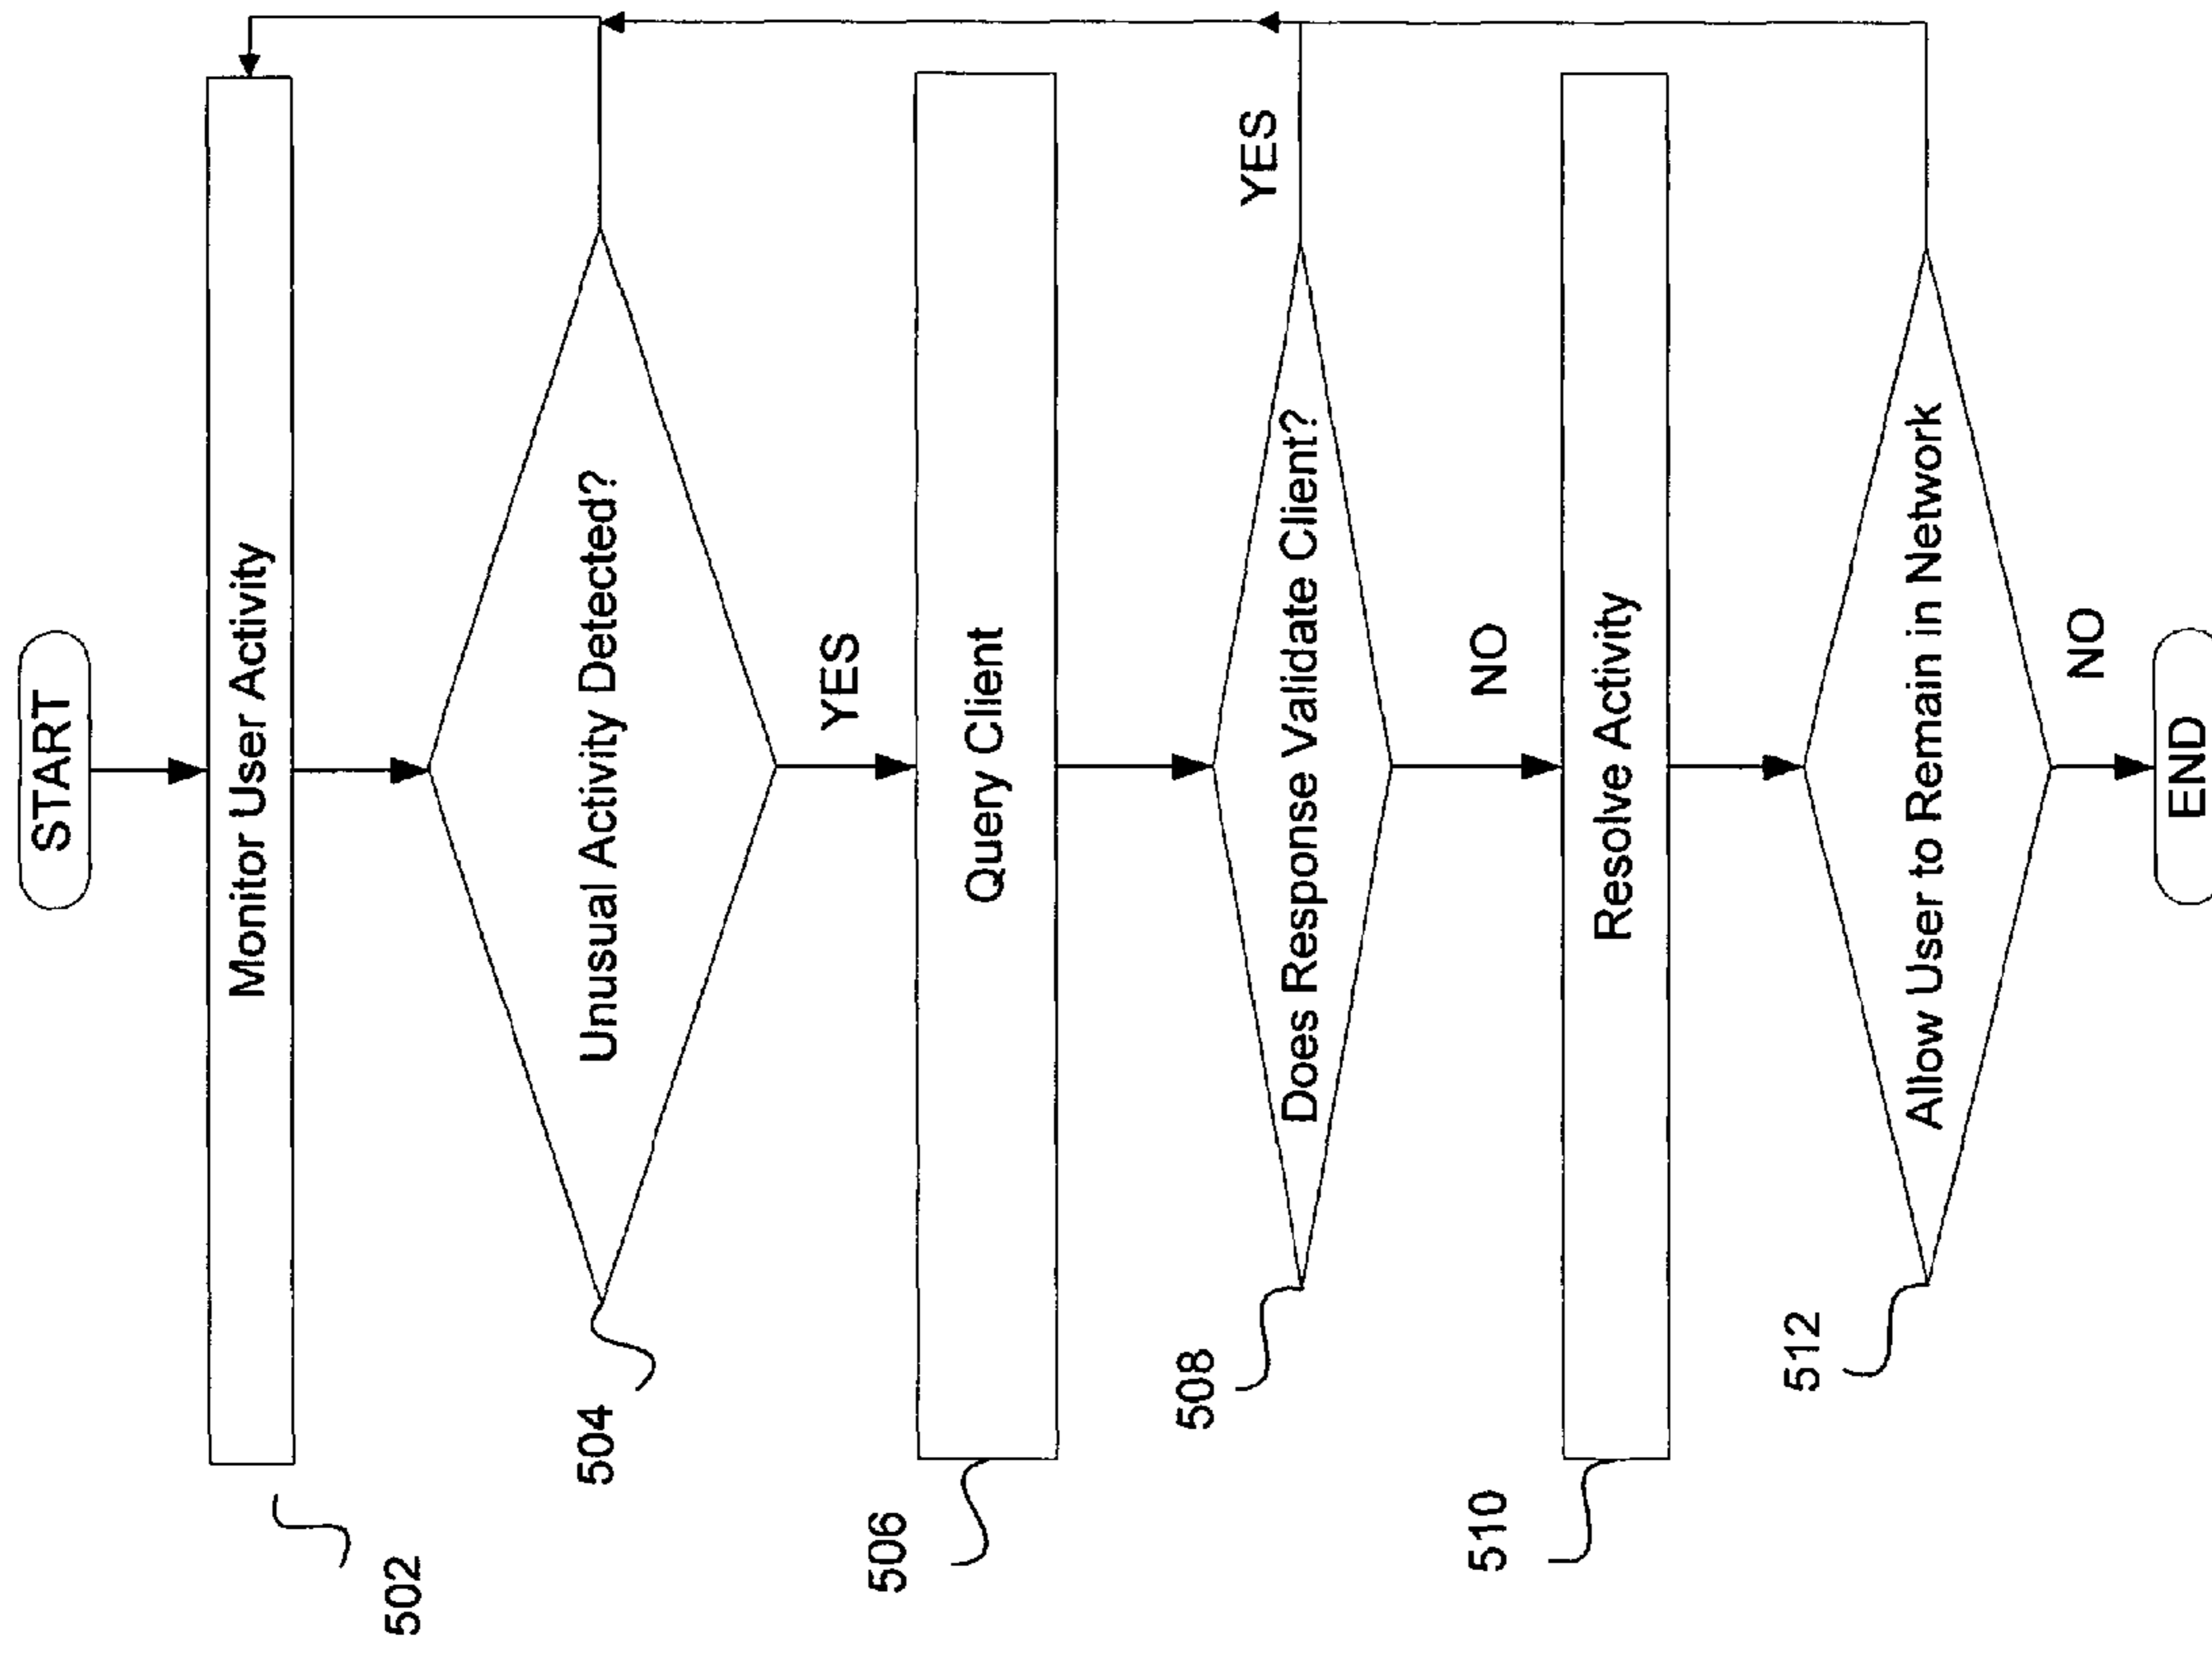 START
Monitor User Activity
502
Unusual Activity Detected?
504
YES
Query Client
506
Does Response Validate Client?
YES
508
NO
Resolve Activity
510
Allow User to Remain in Network
512
NO
END